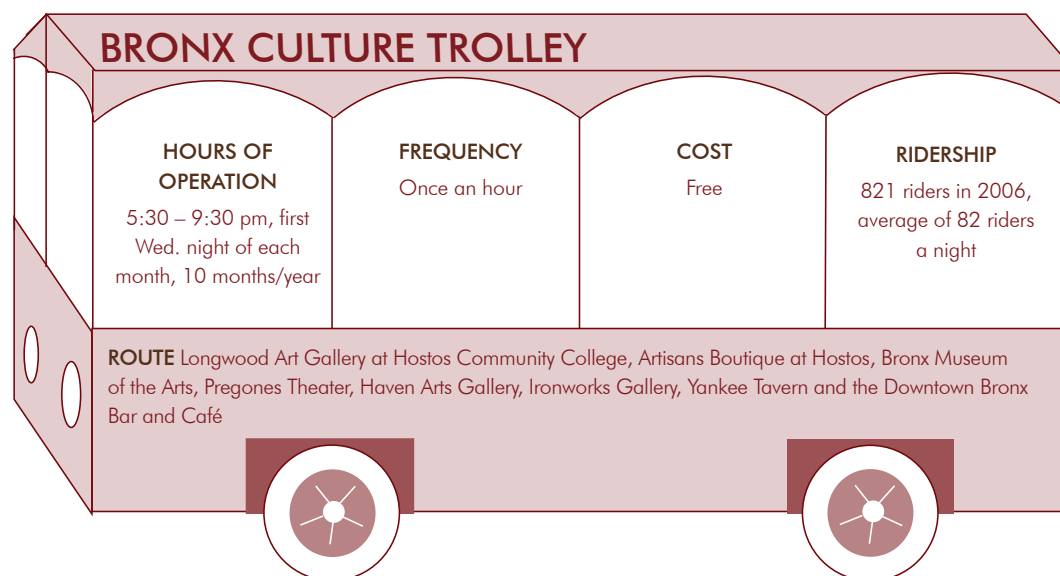 BRONX CULTURE TROLLEY
HOURS OF
OPERATION
5:30 – 9:30 pm, first
Wed. night of each
month, 10 months/year
FREQUENCY
Once an hour
COST
Free
RIDERSHIP
821 riders in 2006,
average of 82 riders
a night
ROUTE Longwood Art Gallery at Hostos Community College, Artisans Boutique at Hostos, Bronx Museum
of the Arts, Pregones Theater, Haven Arts Gallery, Ironworks Gallery, Yankee Tavern and the Downtown Bronx
Bar and Café